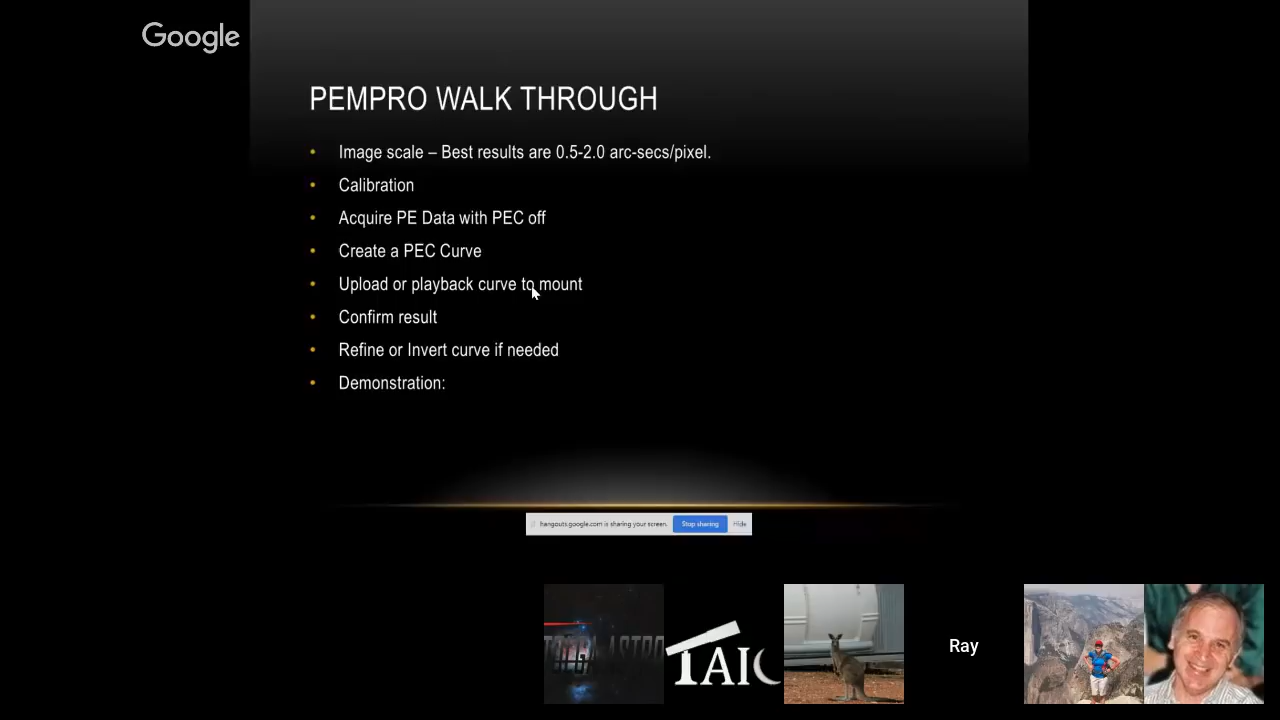 Google
PEMPRO WALK THROUGH
• Image scale – Best results are 0.5-2.0 arc-secs/pixel.
• Calibration
• Acquire PE Data with PEC off
• Create a PEC Curve
• Upload or playback curve to mount
• Confirm result
• Refine or Invert curve if needed
• Demonstration:
hangouts.google.com is sharing your screen. Stop sharing Hide
TAIC
Ray